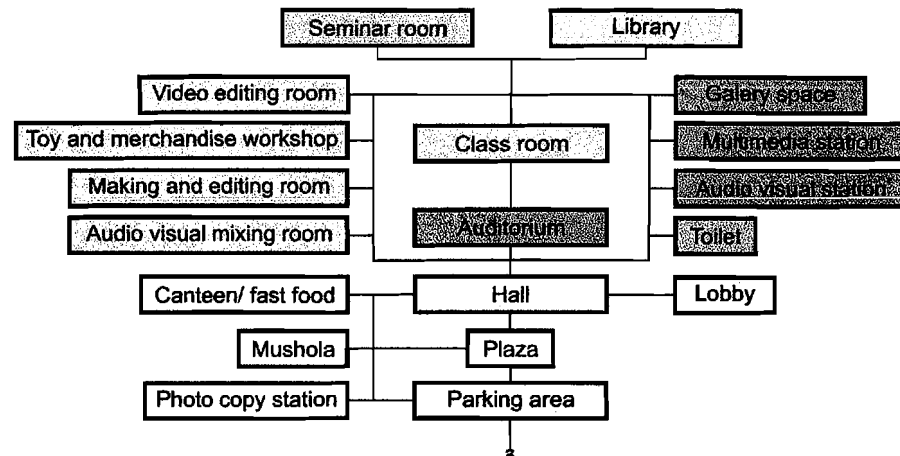 Seminar room
Library
Video editing room
Galery space
Toy and merchandise workshop
Class room
Multimedia station
Making and editing room
Audio visual station
Audio visual mixing room
Auditorium
Toilet
Canteen/ fast food
Hall
Lobby
Mushola
Plaza
Photo copy station
Parking area